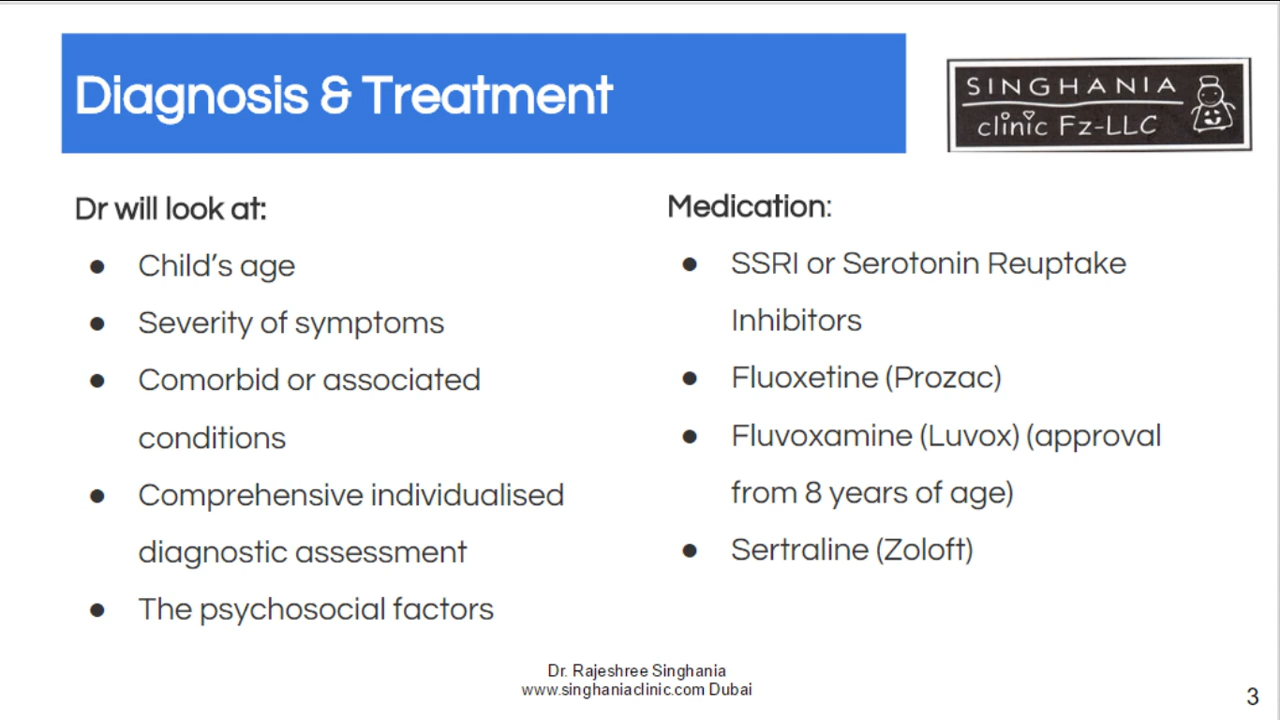 Diagnosis & Treatment
SINGHANIA
clinic Fz-LLC
Dr will look at:
● Child's age
● Severity of symptoms
● Comorbid or associated
conditions
● Comprehensive individualised
diagnostic assessment
● The psychosocial factors
Medication:
● SSRI or Serotonin Reuptake
Inhibitors
● Fluoxetine (Prozac)
● Fluvoxamine (Luvox) (approval
from 8 years of age)
● Sertraline (Zoloft)
Dr. Rajeshree Singhania
www.singhaniaclinic.com Dubai
3